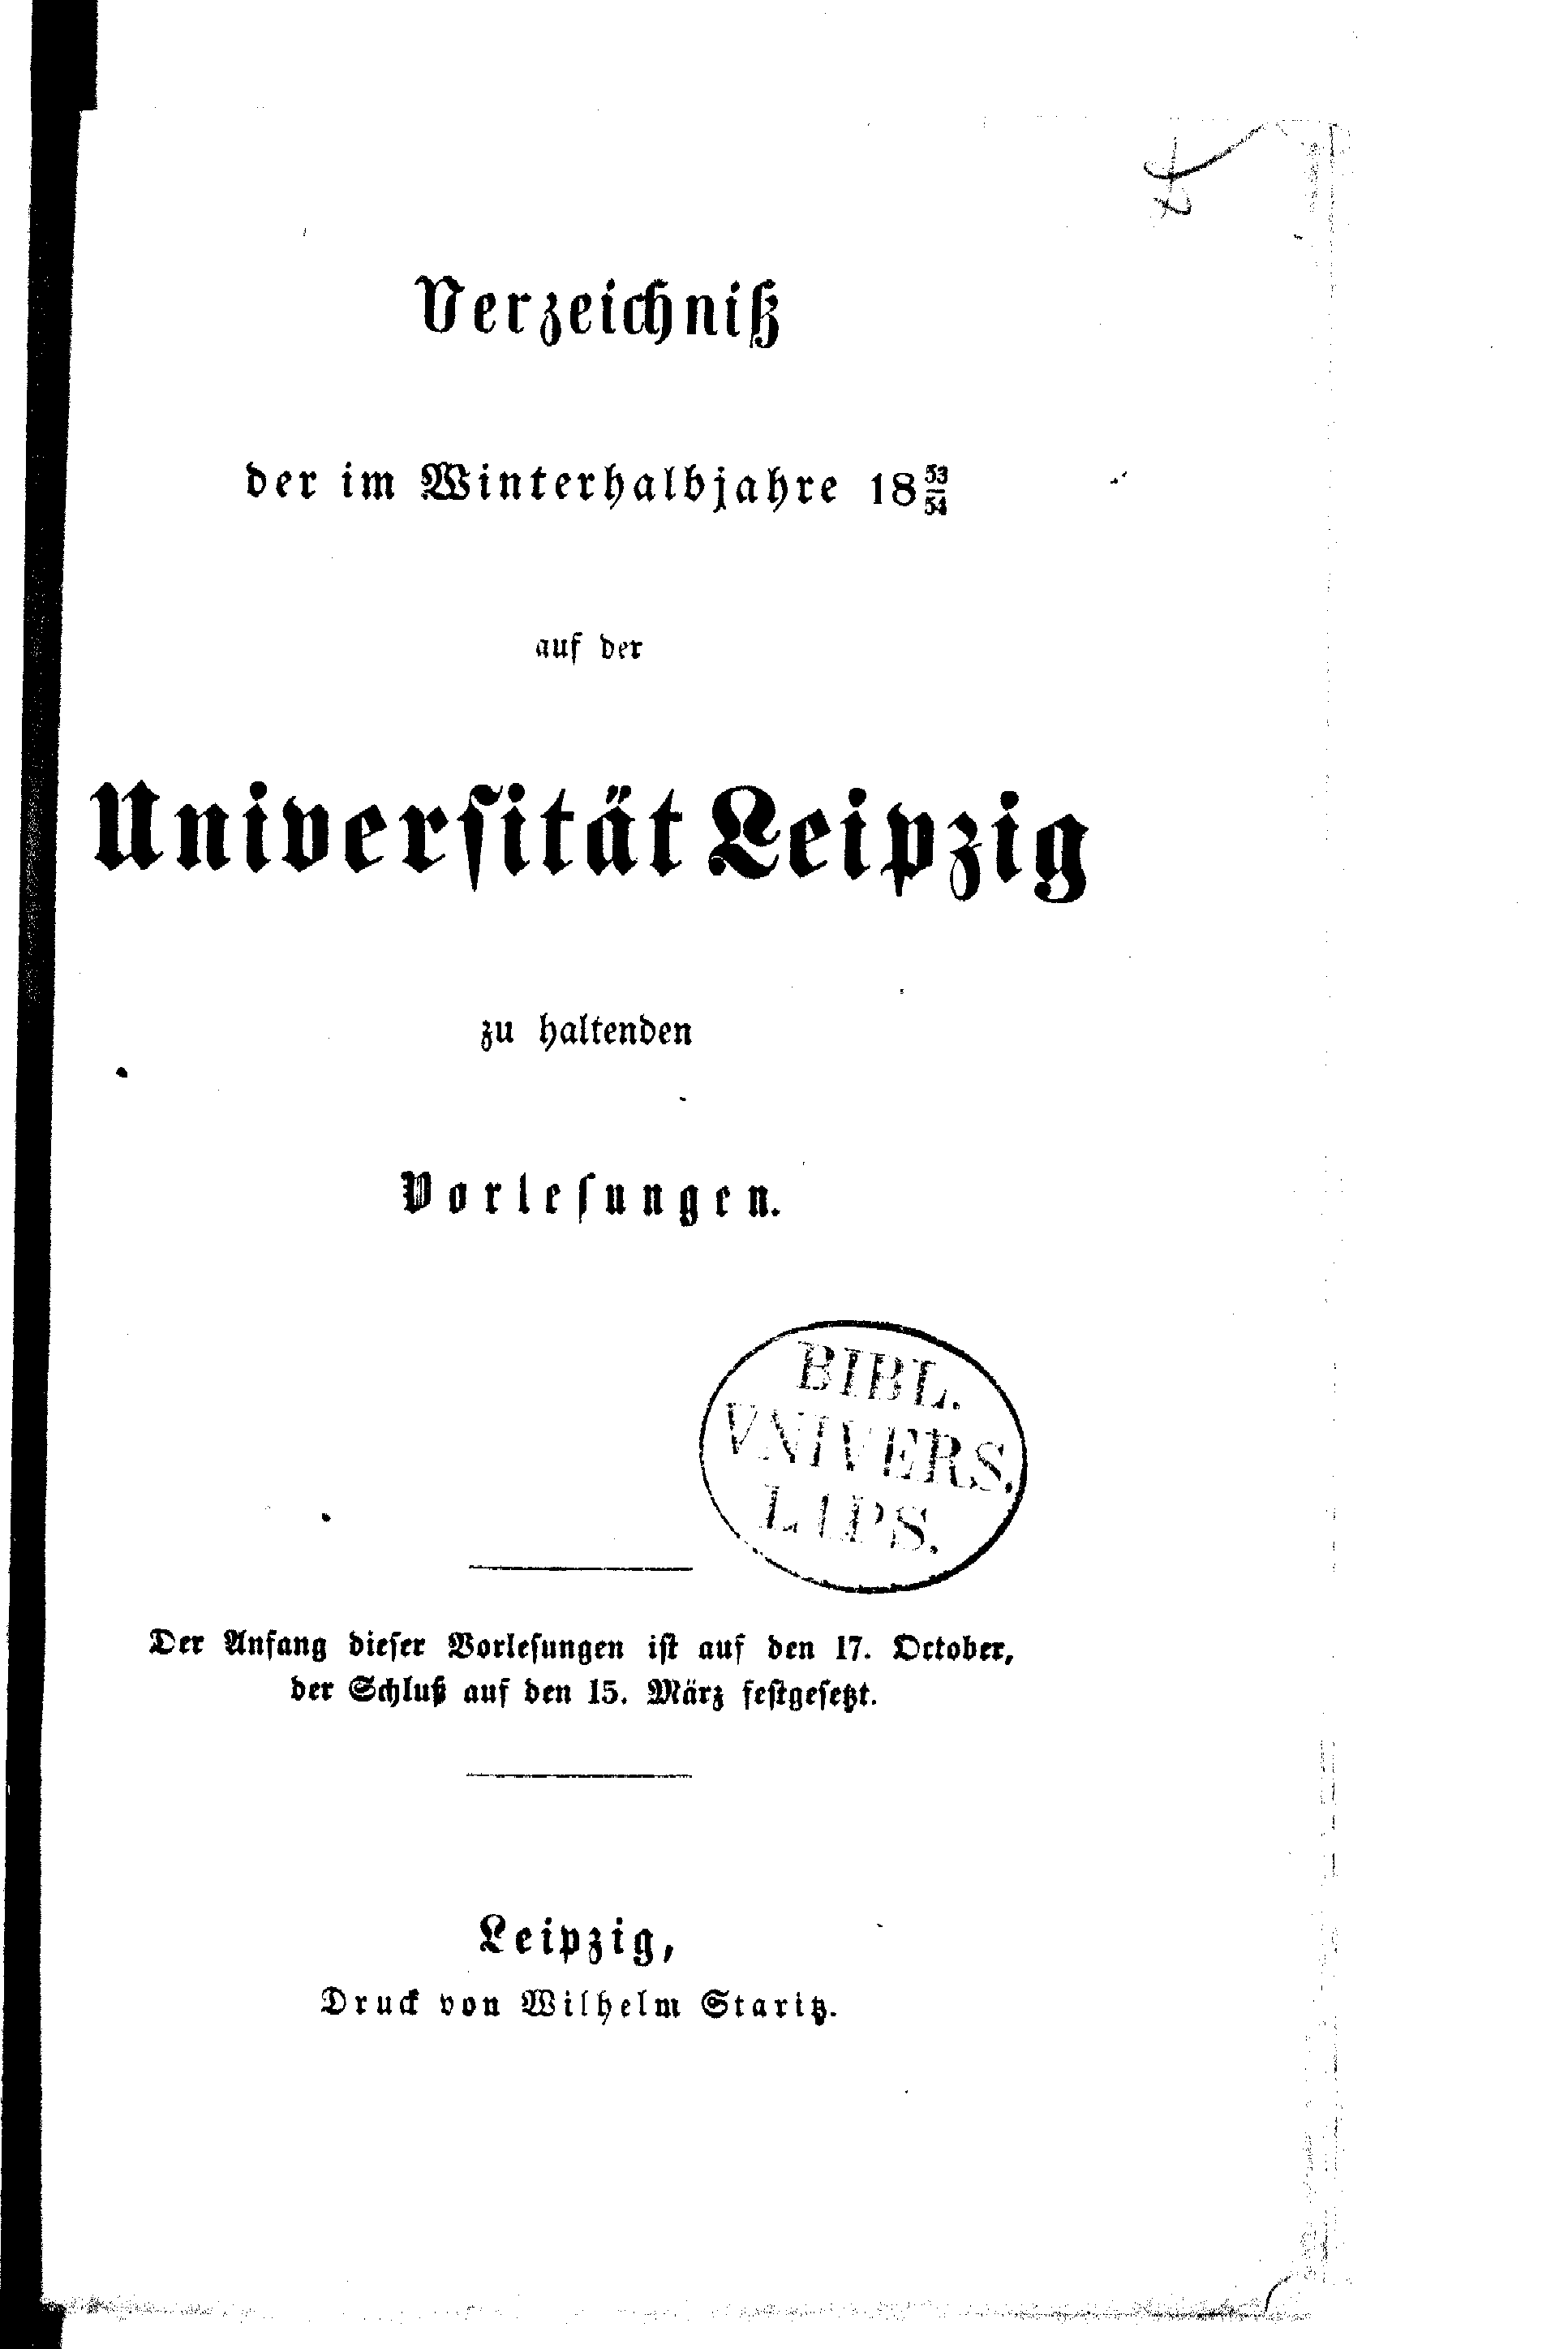 Verzeichniß
der im Winterhalbjahre 18 53/54
auf der
Universität Leipzig
zu haltenden
Vorlesungen.
BIBL.
VNIVERS.
LIPS.
Der Anfang dieser Vorlesungen ist auf den 17. October,
der Schluß auf den 15. März festgesetzt.
Leipzig,
Druck von Wilhelm Staritz.